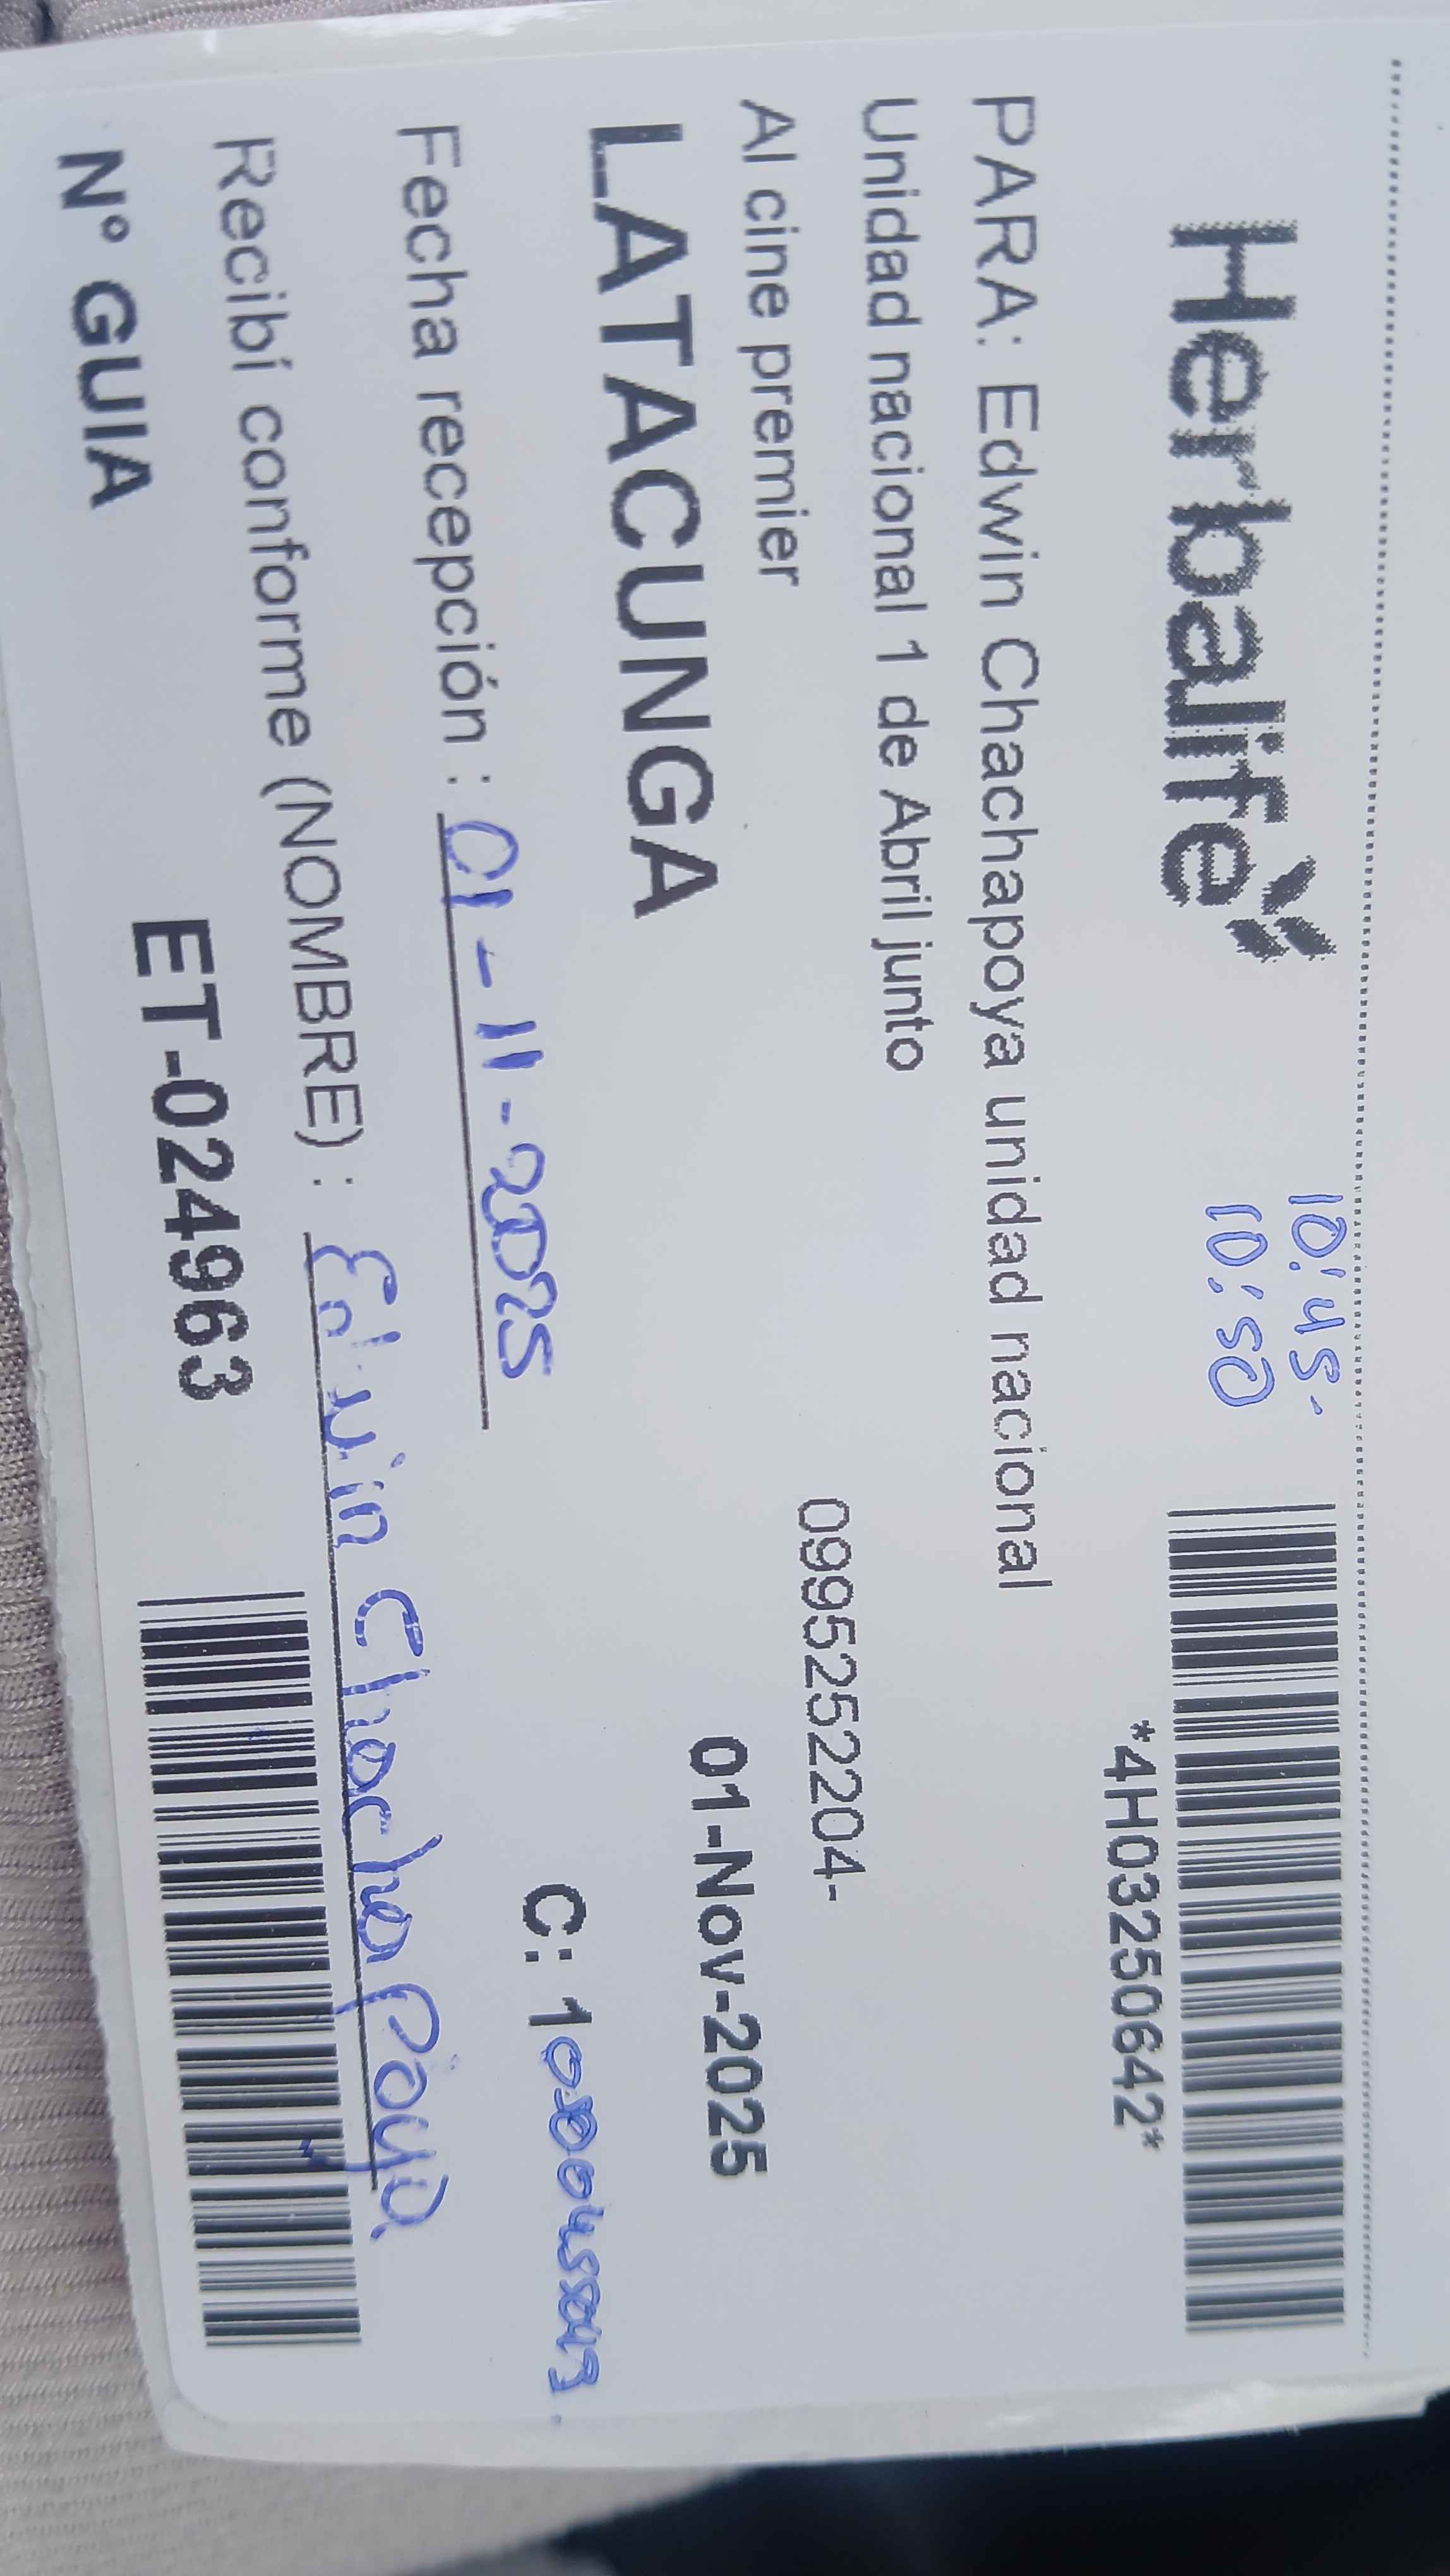 Herbalife
10:45.
10:50
*4H03250642*
PARA: Edwin Chachapoya unidad nacional
Unidad nacional 1 de Abril junto
Al cine premier
0995252204-
LATACUNGA
01-Nov-2025
Fecha recepción : 01-11-2025
C: 1
Recibí conforme (NOMBRE) : Edwin Chachapoya.
N° GUIA ET-024963